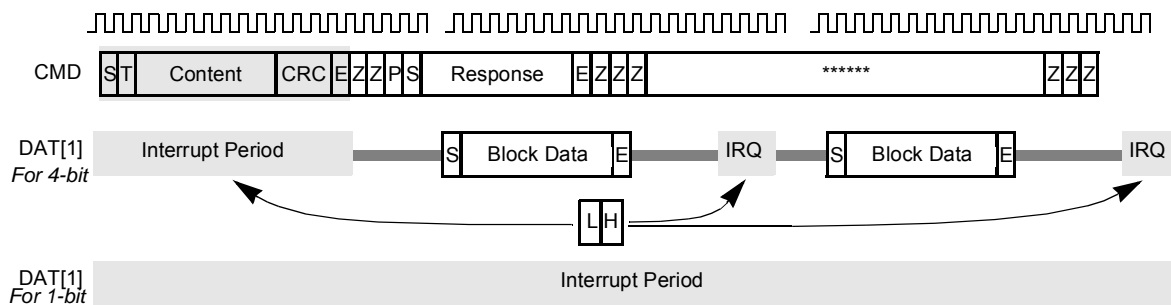 CMD S T Content CRC E Z Z P S Response E Z Z Z ****** Z Z Z
DAT[1] Interrupt Period S Block Data E IRQ S Block Data E IRQ
For 4-bit
L H
DAT[1] Interrupt Period
For 1-bit